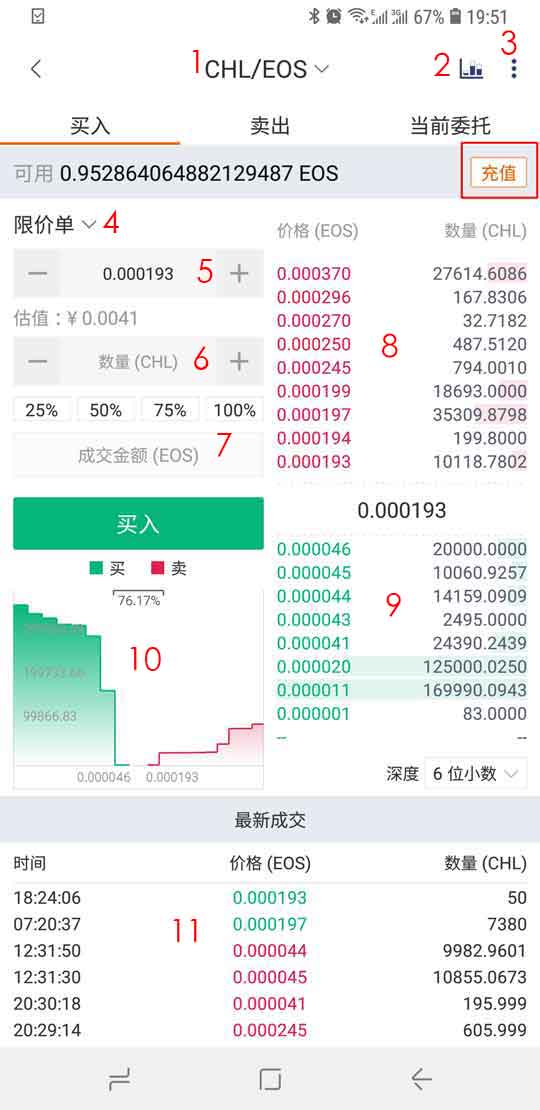 67% 19:51
1 CHL/EOS 2 3
买入 卖出 当前委托
可用 0.952864064882129487 EOS 充值
限价单 4
价格 (EOS) 数量 (CHL)
0.000193 5
估值：¥ 0.0041
数量 (CHL) 6
25% 50% 75% 100%
成交金额 (EOS) 7
买入
0.000370 27614.6086
0.000296 167.8306
0.000270 32.7182
0.000250 487.5120
0.000245 794.0010
0.000199 18693.0000
0.000197 35309.8798
0.000194 199.8000
0.000193 10118.7802
8
0.000193
0.000046 20000.0000
0.000045 10060.9257
0.000044 14159.0909
0.000043 2495.0000
0.000041 24390.2439
0.000020 125000.0250
0.000011 169990.0943
0.000001 83.0000
-- --
9
买 卖
76.17%
199733.66
99866.83
10
0.000046 0.000193
深度 6 位小数
最新成交
时间 价格 (EOS) 数量 (CHL)
18:24:06 0.000193 50
07:20:37 0.000197 7380
12:31:50 0.000044 9982.9601
12:31:30 0.000045 10855.0673
20:30:18 0.000041 195.999
20:29:14 0.000245 605.999
11